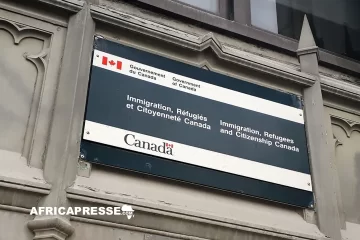 Gouvernement
du Canada
Government
of Canada
Immigration, Réfugiés
et Citoyenneté Canada
Immigration, Refugees
and Citizenship Canada
Canada
AFRICAPRESSE